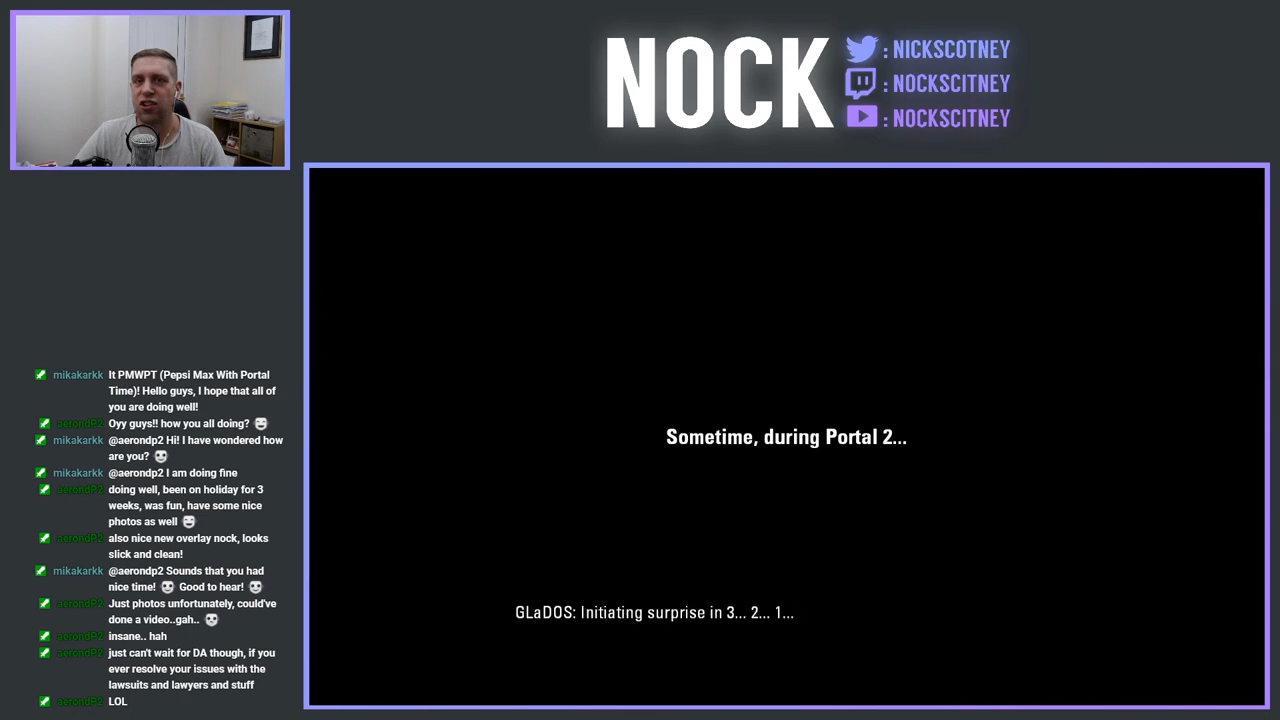 NOCK
: NICKSCOTNEY
: NOCKSCITNEY
: NOCKSCITNEY
mikakarkk It PMWPT (Pepsi Max With Portal
Time)! Hello guys, I hope that all of
you are doing well!
aerondP2 Oyy guys!! how you all doing?
mikakarkk @aerondp2 Hi! I have wondered how
are you?
mikakarkk @aerondp2 I am doing fine
aerondP2 doing well, been on holiday for 3
weeks, was fun, have some nice
photos as well
aerondP2 also nice new overlay nock, looks
slick and clean!
mikakarkk @aerondp2 Sounds that you had
nice time! Good to hear!
aerondP2 Just photos unfortunately, could've
done a video..gah..
aerondP2 insane.. hah
aerondP2 just can't wait for DA though, if you
ever resolve your issues with the
lawsuits and lawyers and stuff
aerondP2 LOL
Sometime, during Portal 2...
GLaDOS: Initiating surprise in 3... 2... 1...